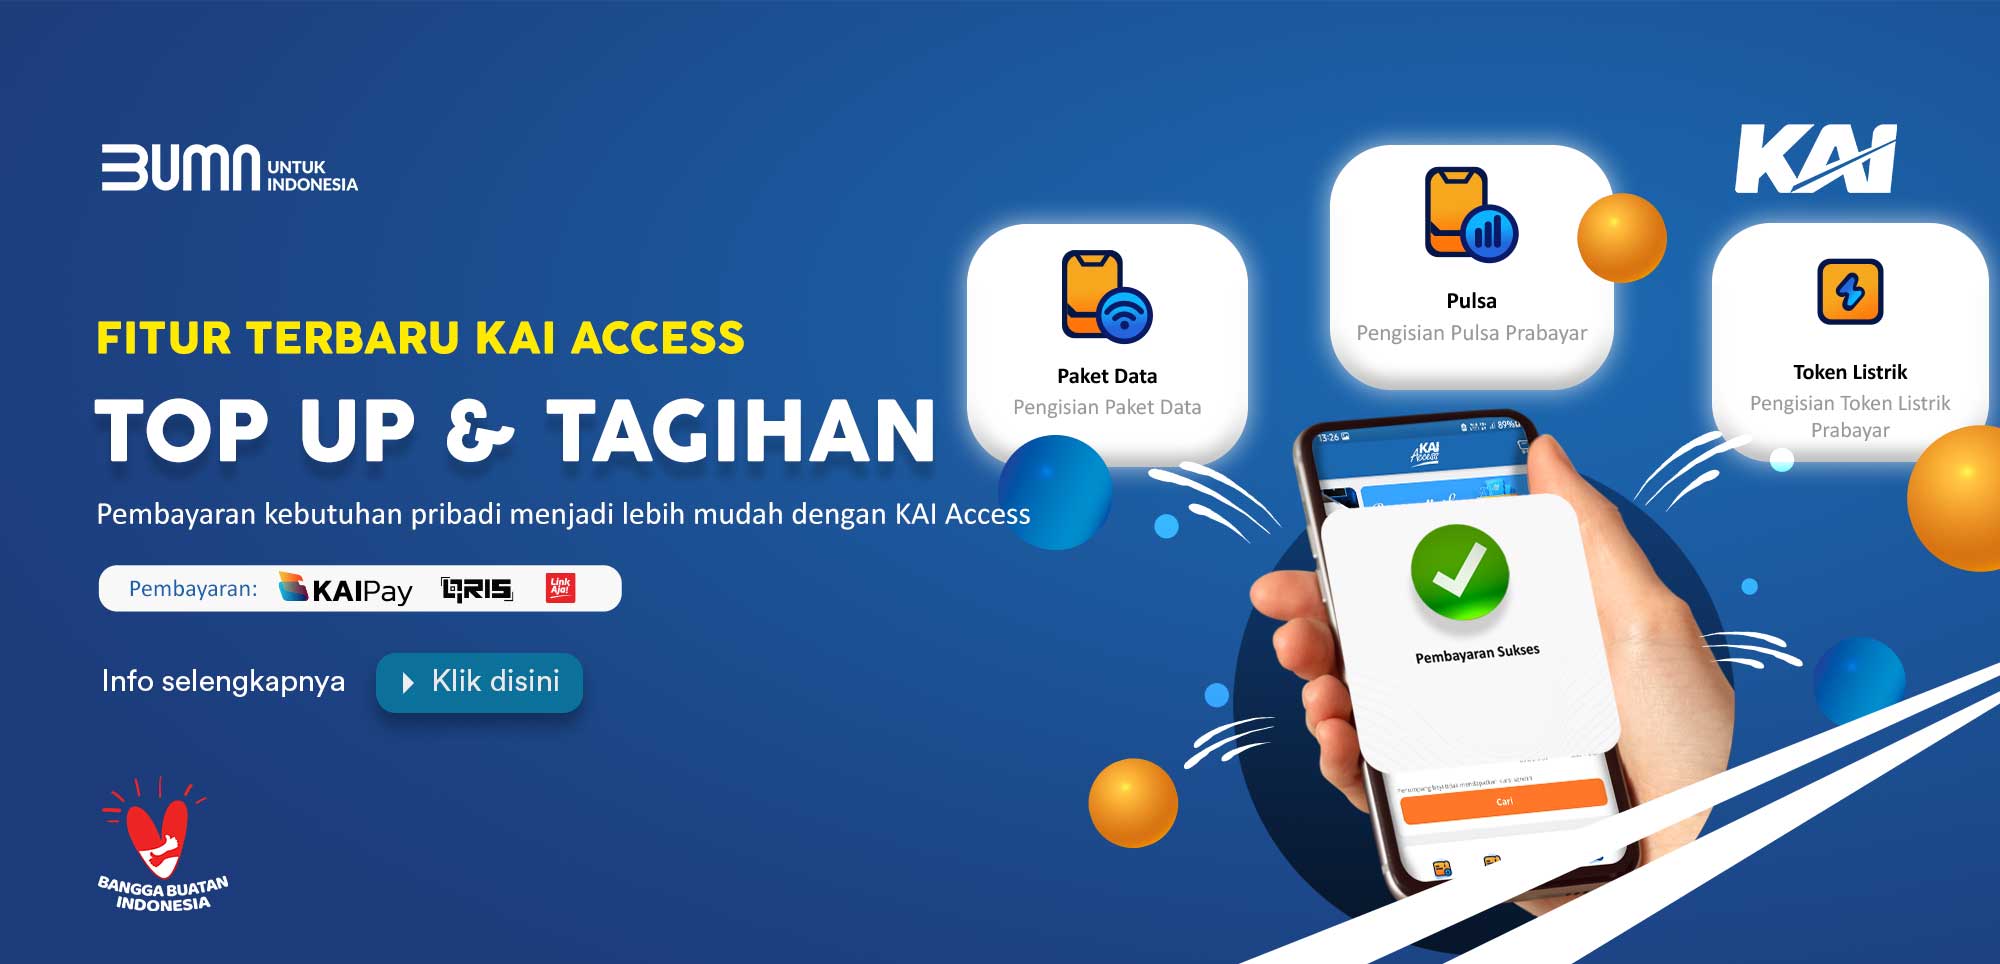 BUMN UNTUK
INDONESIA
KAI
FITUR TERBARU KAI ACCESS
TOP UP & TAGIHAN
Pembayaran kebutuhan pribadi menjadi lebih mudah dengan KAI Access
Pembayaran: KAIPay QRIS Link Aja!
Info selengkapnya Klik disini
BANGGA BUATAN
INDONESIA
Paket Data
Pengisian Paket Data
Pulsa
Pengisian Pulsa Prabayar
Token Listrik
Pengisian Token Listrik
Prabayar
13:26 89%
KAI
Access
Pembayaran Sukses
Cari